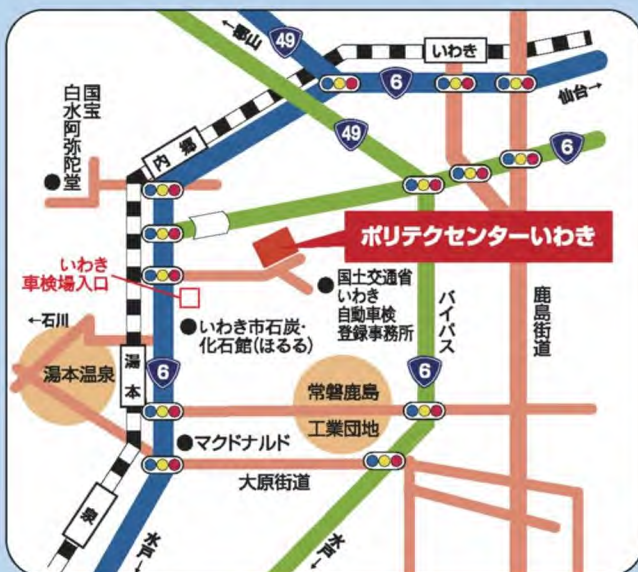 ←郡山
49
いわき
6
仙台→
国宝
白水阿弥陀堂
内郷
49
6
ポリテクセンターいわき
いわき
車検場入口
国土交通省
いわき
自動車検
登録事務所
バイパス
鹿島街道
←石川
いわき市石炭・
化石館(ほるる)
湯本温泉
湯本
6
6
常磐鹿島
工業団地
マクドナルド
大原街道
泉
水戸↓
水戸↓